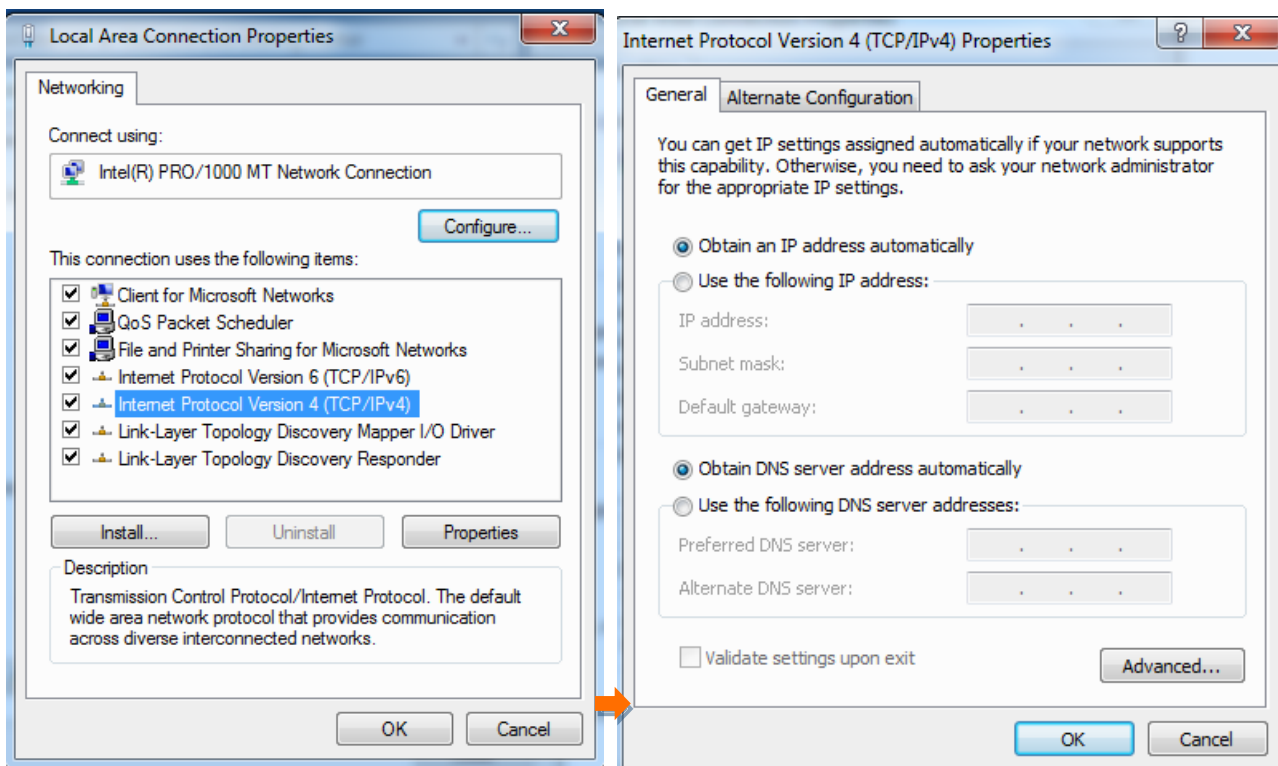 Local Area Connection Properties
Networking
Connect using:
Intel(R) PRO/1000 MT Network Connection
Configure...
This connection uses the following items:
Client for Microsoft Networks
QoS Packet Scheduler
File and Printer Sharing for Microsoft Networks
Internet Protocol Version 6 (TCP/IPv6)
Internet Protocol Version 4 (TCP/IPv4)
Link-Layer Topology Discovery Mapper I/O Driver
Link-Layer Topology Discovery Responder
Install...
Uninstall
Properties
Description
Transmission Control Protocol/Internet Protocol. The default
wide area network protocol that provides communication
across diverse interconnected networks.
OK
Cancel
Internet Protocol Version 4 (TCP/IPv4) Properties
General
Alternate Configuration
You can get IP settings assigned automatically if your network supports
this capability. Otherwise, you need to ask your network administrator
for the appropriate IP settings.
Obtain an IP address automatically
Use the following IP address:
IP address:
Subnet mask:
Default gateway:
Obtain DNS server address automatically
Use the following DNS server addresses:
Preferred DNS server:
Alternate DNS server:
Validate settings upon exit
Advanced...
OK
Cancel